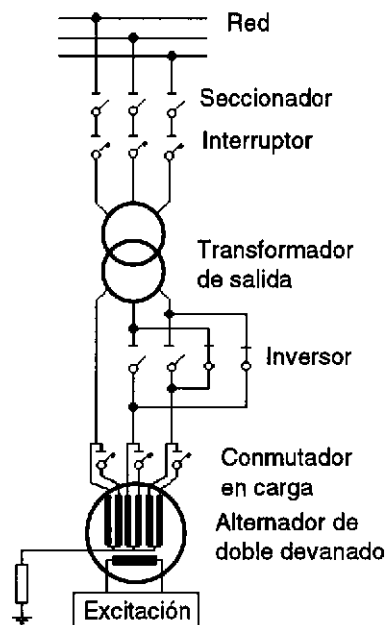 Red
Seccionador
Interruptor
Transformador
de salida
Inversor
Conmutador
en carga
Alternador de
doble devanado
Excitación